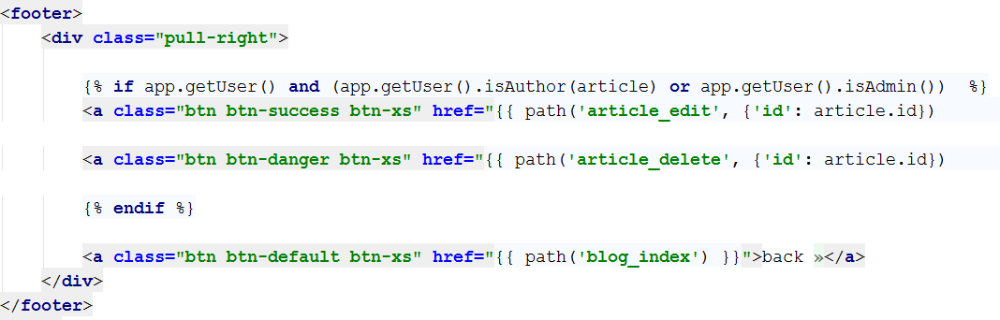 <footer>
<div class="pull-right">
{% if app.getUser() and (app.getUser().isAuthor(article) or app.getUser().isAdmin())  %}
<a class="btn btn-success btn-xs" href="{{ path('article_edit', {'id': article.id})
<a class="btn btn-danger btn-xs" href="{{ path('article_delete', {'id': article.id})
{% endif %}
<a class="btn btn-default btn-xs" href="{{ path('blog_index') }}">back »</a>
</div>
</footer>